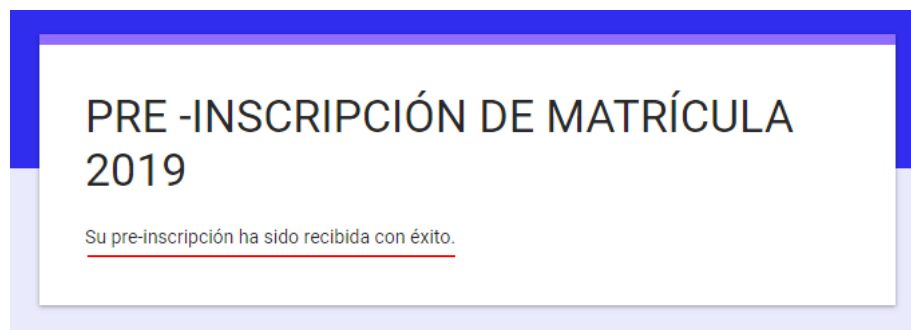 PRE -INSCRIPCIÓN DE MATRÍCULA
2019
Su pre-inscripción ha sido recibida con éxito.